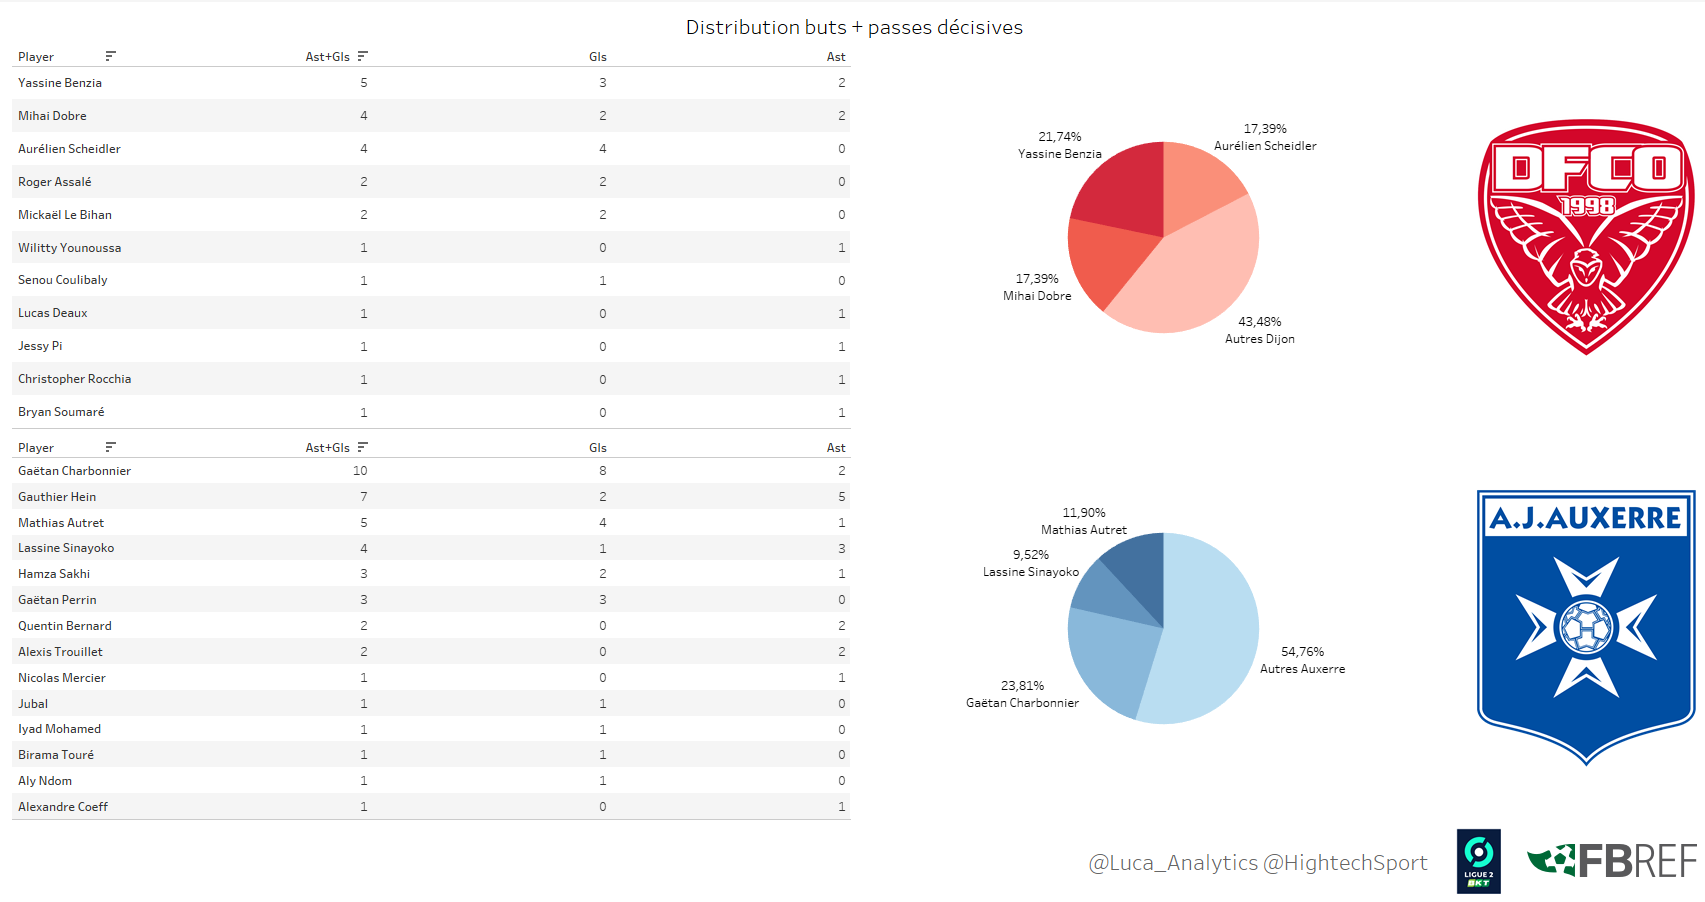 Distribution buts + passes décisives
Player Ast+Gls Gls Ast
Yassine Benzia 5 3 2
Mihai Dobre 4 2 2
Aurélien Scheidler 4 4 0
Roger Assalé 2 2 0
Mickaël Le Bihan 2 2 0
Wilitty Younoussa 1 0 1
Senou Coulibaly 1 1 0
Lucas Deaux 1 0 1
Jessy Pi 1 0 1
Christopher Rocchia 1 0 1
Bryan Soumaré 1 0 1
21,74%
Yassine Benzia
17,39%
Aurélien Scheidler
17,39%
Mihai Dobre
43,48%
Autres Dijon
DFCO
1998
Player Ast+Gls Gls Ast
Gaëtan Charbonnier 10 8 2
Gauthier Hein 7 2 5
Mathias Autret 5 4 1
Lassine Sinayoko 4 1 3
Hamza Sakhi 3 2 1
Gaëtan Perrin 3 3 0
Quentin Bernard 2 0 2
Alexis Trouillet 2 0 2
Nicolas Mercier 1 0 1
Jubal 1 1 0
Iyad Mohamed 1 1 0
Birama Touré 1 1 0
Aly Ndom 1 1 0
Alexandre Coeff 1 0 1
11,90%
Mathias Autret
9,52%
Lassine Sinayoko
54,76%
Autres Auxerre
23,81%
Gaëtan Charbonnier
A.J.AUXERRE
@Luca_Analytics @HightechSport
LIGUE 2
BKT
FBREF